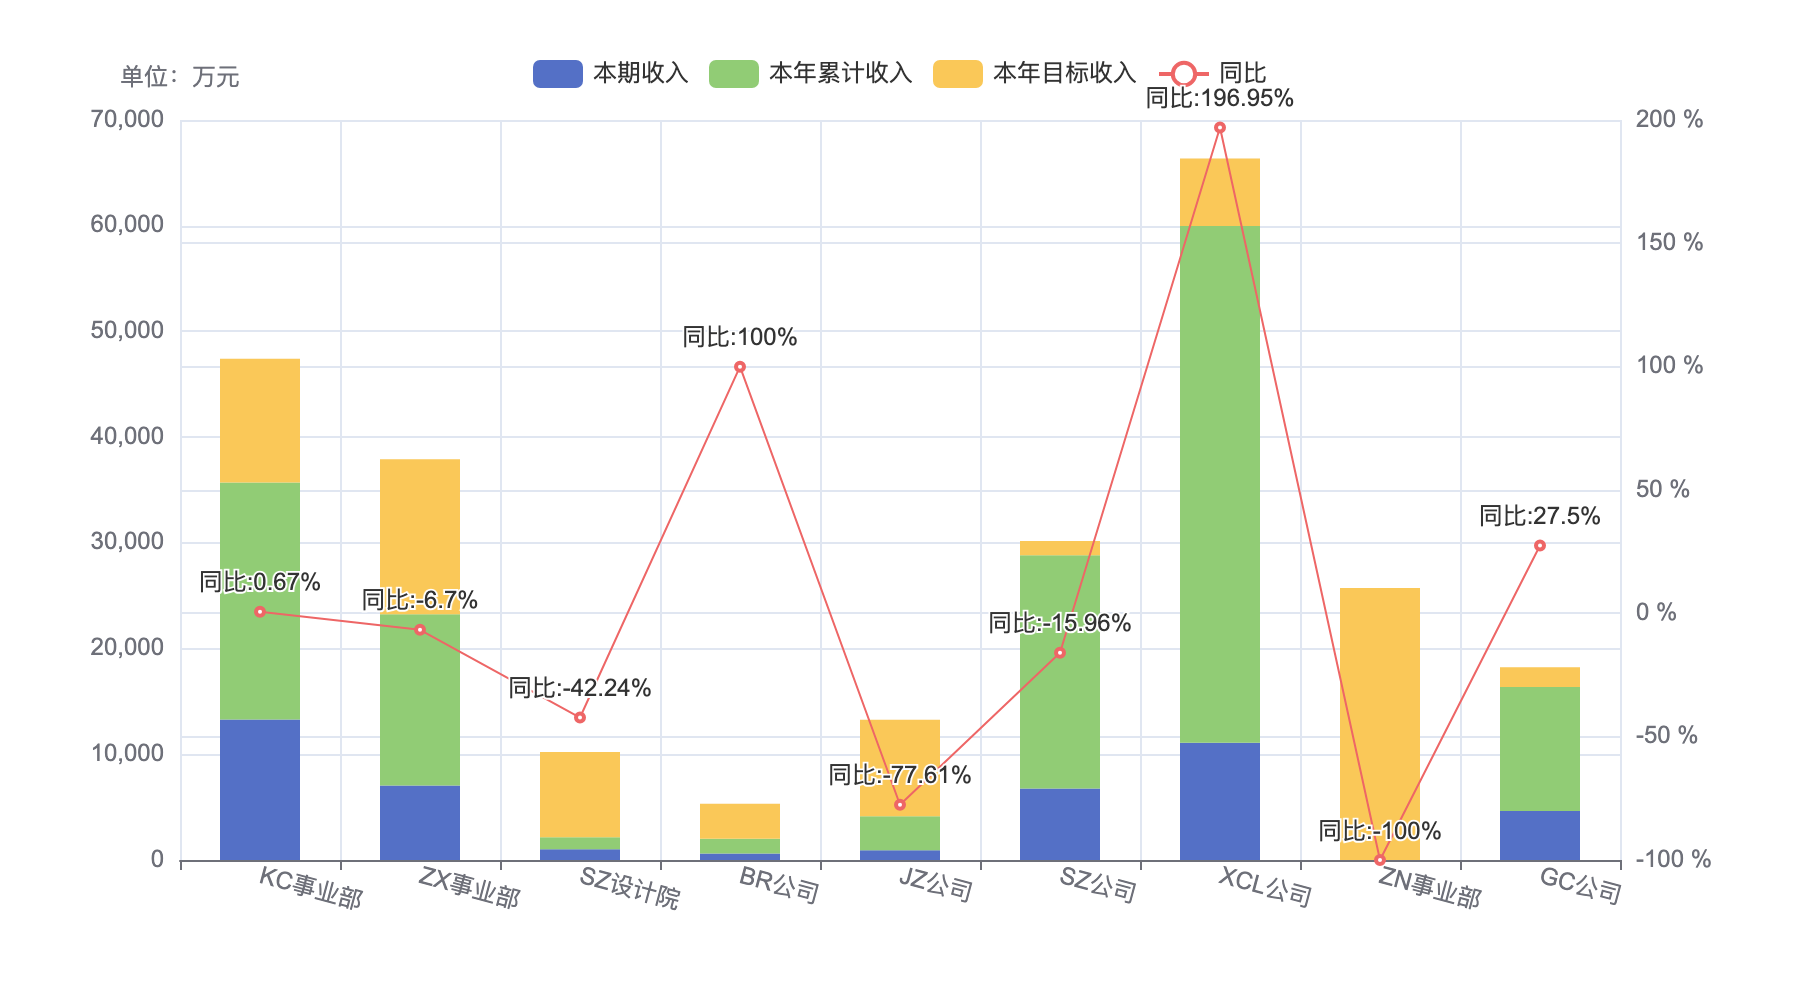 单位：万元
本期收入 本年累计收入 本年目标收入 同比
同比:196.95%
70,000
60,000
50,000
40,000
30,000
20,000
10,000
0
200 %
150 %
100 %
50 %
0 %
-50 %
-100 %
同比:0.67%
同比:-6.7%
同比:-42.24%
同比:100%
同比:-77.61%
同比:-15.96%
同比:-100%
同比:27.5%
KC事业部
ZX事业部
SZ设计院
BR公司
JZ公司
SZ公司
XCL公司
ZN事业部
GC公司